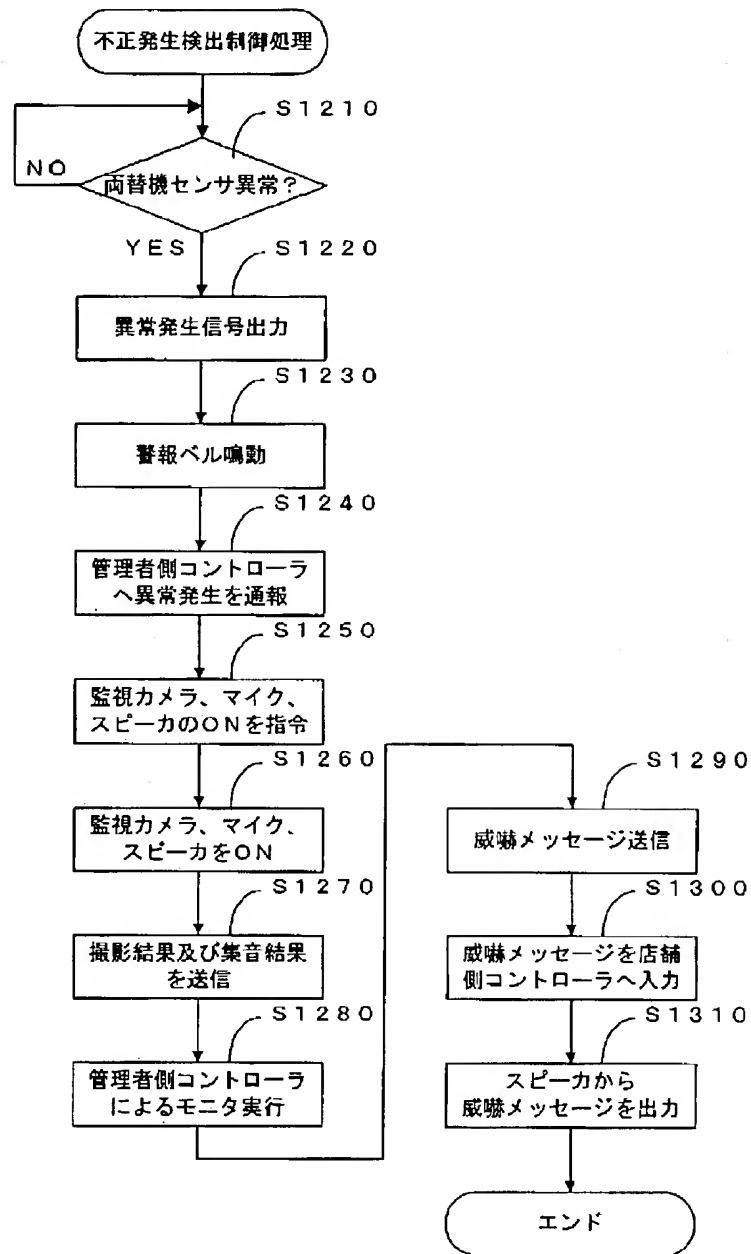 不正発生検出制御処理
S1210
NO
両替機センサ異常?
YES
S1220
異常発生信号出力
S1230
警報ベル鳴動
S1240
管理者側コントローラ
へ異常発生を通報
S1250
監視カメラ、マイク、
スピーカのONを指令
S1260
監視カメラ、マイク、
スピーカをON
S1270
撮影結果及び集音結果
を送信
S1280
管理者側コントローラ
によるモニタ実行
S1290
威嚇メッセージ送信
S1300
威嚇メッセージを店舗
側コントローラへ入力
S1310
スピーカから
威嚇メッセージを出力
エンド